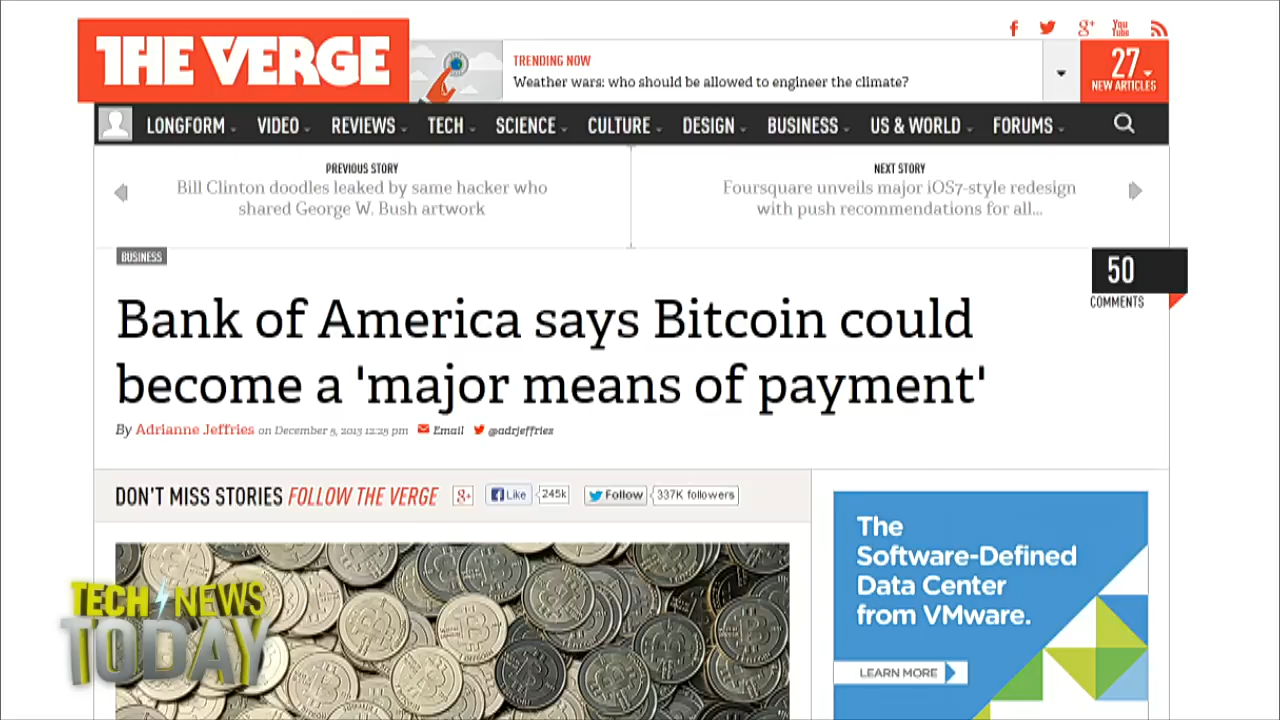 THE VERGE
You
Tube
TRENDING NOW
Weather wars: who should be allowed to engineer the climate?
27
NEW ARTICLES
LONGFORM VIDEO REVIEWS TECH SCIENCE CULTURE DESIGN BUSINESS US & WORLD FORUMS
PREVIOUS STORY
Bill Clinton doodles leaked by same hacker who
shared George W. Bush artwork
NEXT STORY
Foursquare unveils major iOS7-style redesign
with push recommendations for all...
BUSINESS
50
COMMENTS
Bank of America says Bitcoin could
become a 'major means of payment'
By Adrianne Jeffries on December 5, 2013 12:25 pm Email @adrjeffries
DON'T MISS STORIES FOLLOW THE VERGE g+ Like 245k Follow 337K followers
The
Software-Defined
Data Center
from VMware.
LEARN MORE
TECH NEWS
TODAY